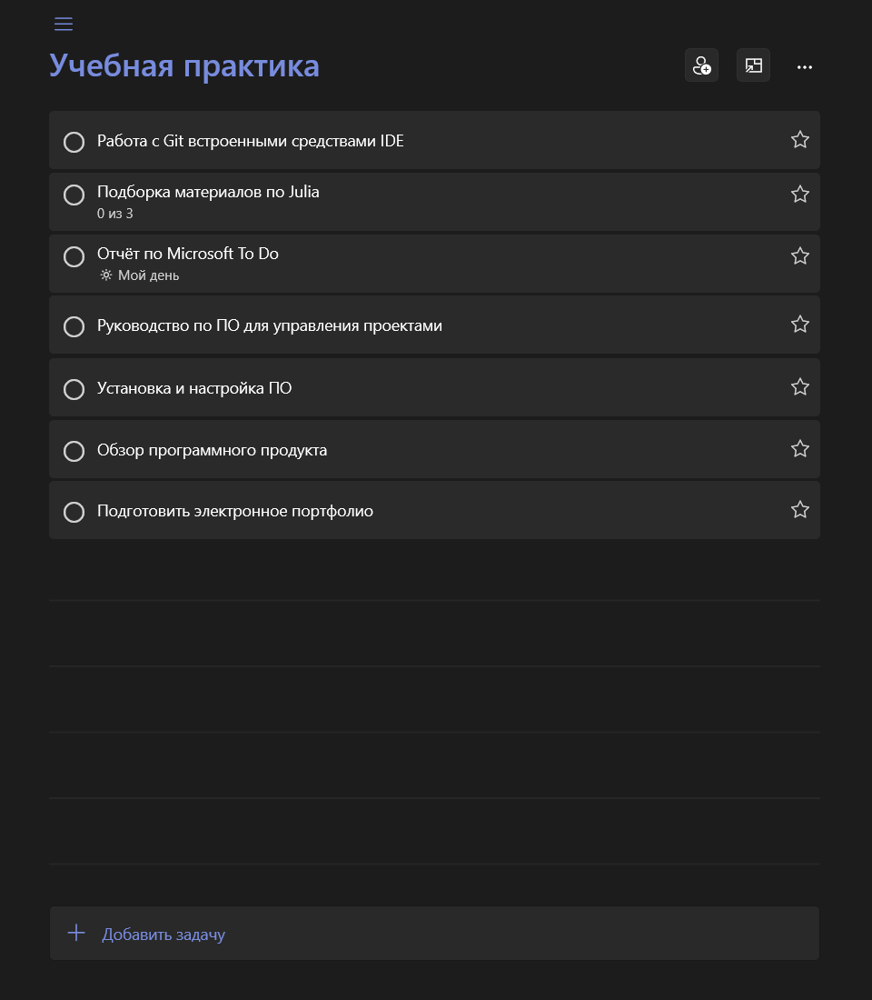 Учебная практика
Работа с Git встроенными средствами IDE
Подборка материалов по Julia
0 из 3
Отчёт по Microsoft To Do
Мой день
Руководство по ПО для управления проектами
Установка и настройка ПО
Обзор программного продукта
Подготовить электронное портфолио
Добавить задачу